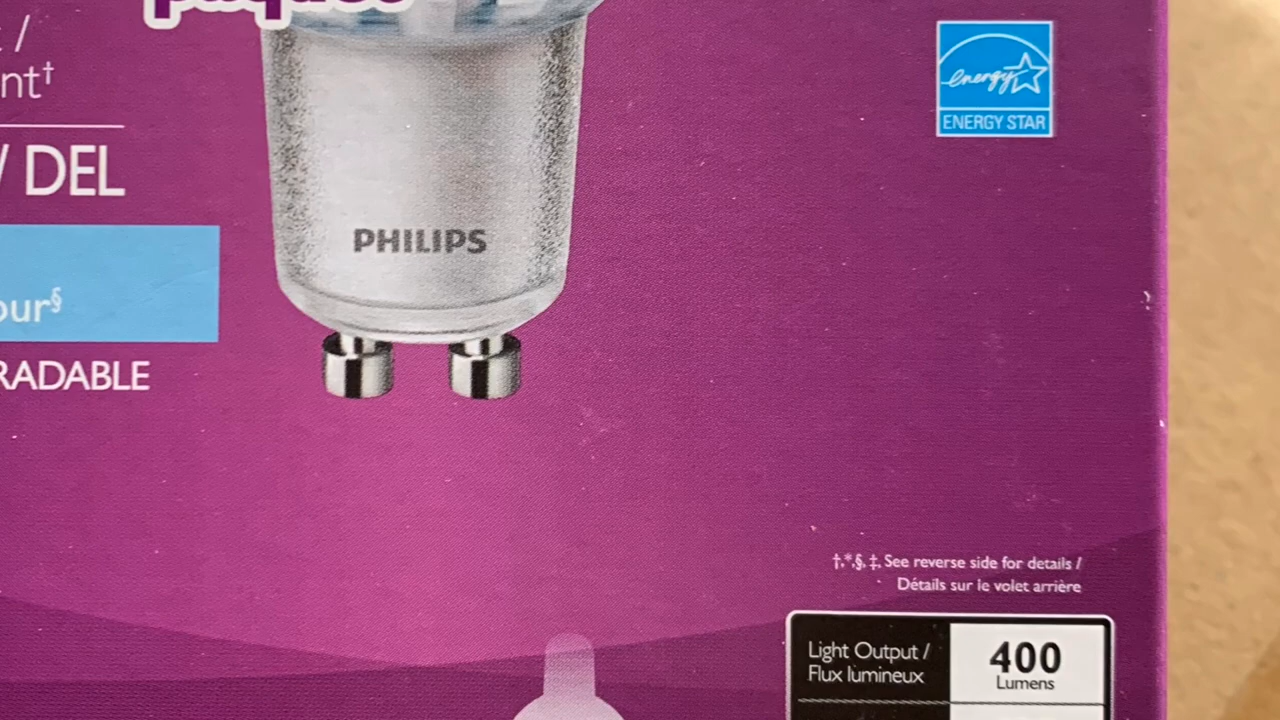 /
nt†
/ DEL
our§
RADABLE
PHILIPS
energy
ENERGY STAR
†,*,§, ‡, See reverse side for details /
Détails sur le volet arrière
Light Output /
Flux lumineux
400
Lumens